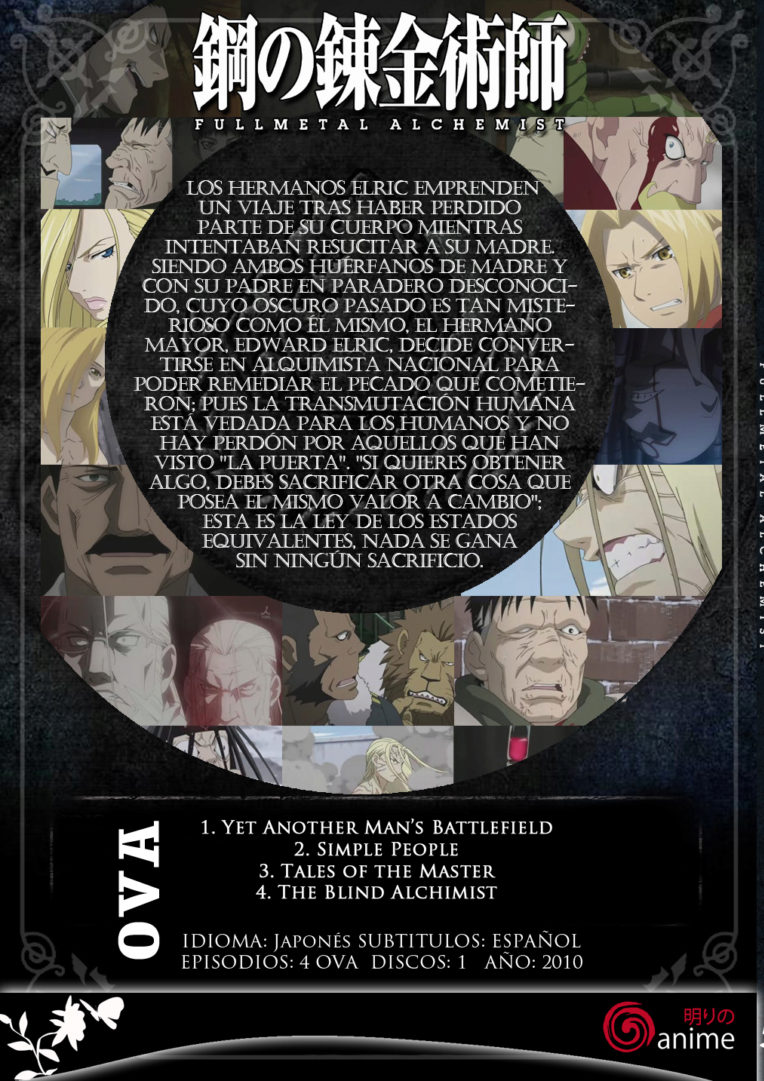 鋼の錬金術師
FULLMETAL ALCHEMIST
LOS HERMANOS ELRIC EMPRENDEN
UN VIAJE TRAS HABER PERDIDO
PARTE DE SU CUERPO MIENTRAS
INTENTABAN RESUCITAR A SU MADRE.
SIENDO AMBOS HUÉRFANOS DE MADRE Y
CON SU PADRE EN PARADERO DESCONOCI-
DO, CUYO OSCURO PASADO ES TAN MISTE-
RIOSO COMO ÉL MISMO, EL HERMANO
MAYOR, EDWARD ELRIC, DECIDE CONVER-
TIRSE EN ALQUIMISTA NACIONAL PARA
PODER REMEDIAR EL PECADO QUE COMETIE-
RON; PUES LA TRANSMUTACIÓN HUMANA
ESTÁ VEDADA PARA LOS HUMANOS Y NO
HAY PERDÓN POR AQUELLOS QUE HAN
VISTO "LA PUERTA". "SI QUIERES OBTENER
ALGO, DEBES SACRIFICAR OTRA COSA QUE
POSEA EL MISMO VALOR A CAMBIO";
ESTA ES LA LEY DE LOS ESTADOS
EQUIVALENTES, NADA SE GANA
SIN NINGÚN SACRIFICIO.
OVA
1. YET ANOTHER MAN'S BATTLEFIELD
2. SIMPLE PEOPLE
3. TALES OF THE MASTER
4. THE BLIND ALCHIMIST
IDIOMA: JAPONÉS SUBTITULOS: ESPAÑOL
EPISODIOS: 4 OVA DISCOS: 1 AÑO: 2010
明りの
anime
FULLMETAL ALCHEMIST